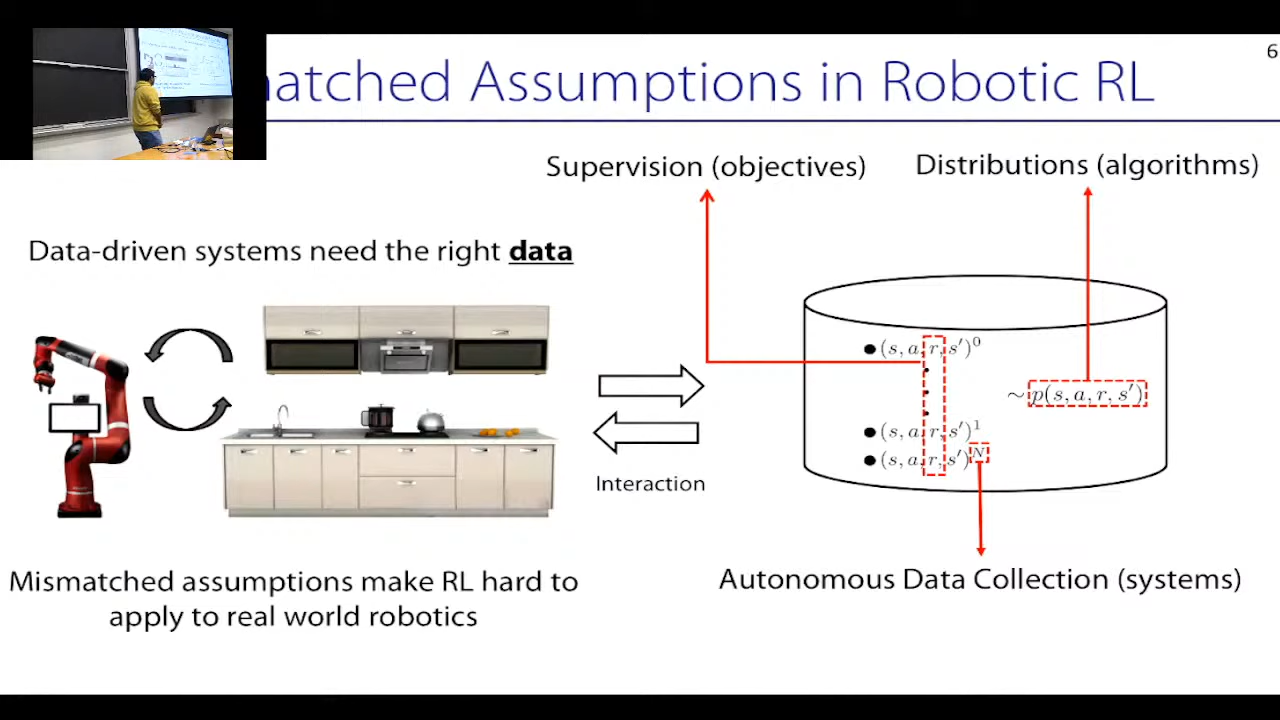 6
matched Assumptions in Robotic RL
Supervision (objectives)
Distributions (algorithms)
Data-driven systems need the right data
(s, a, r, s')^0
∼ p(s, a, r, s')
(s, a, r, s')^1
(s, a, r, s')^N
Interaction
Mismatched assumptions make RL hard to
apply to real world robotics
Autonomous Data Collection (systems)